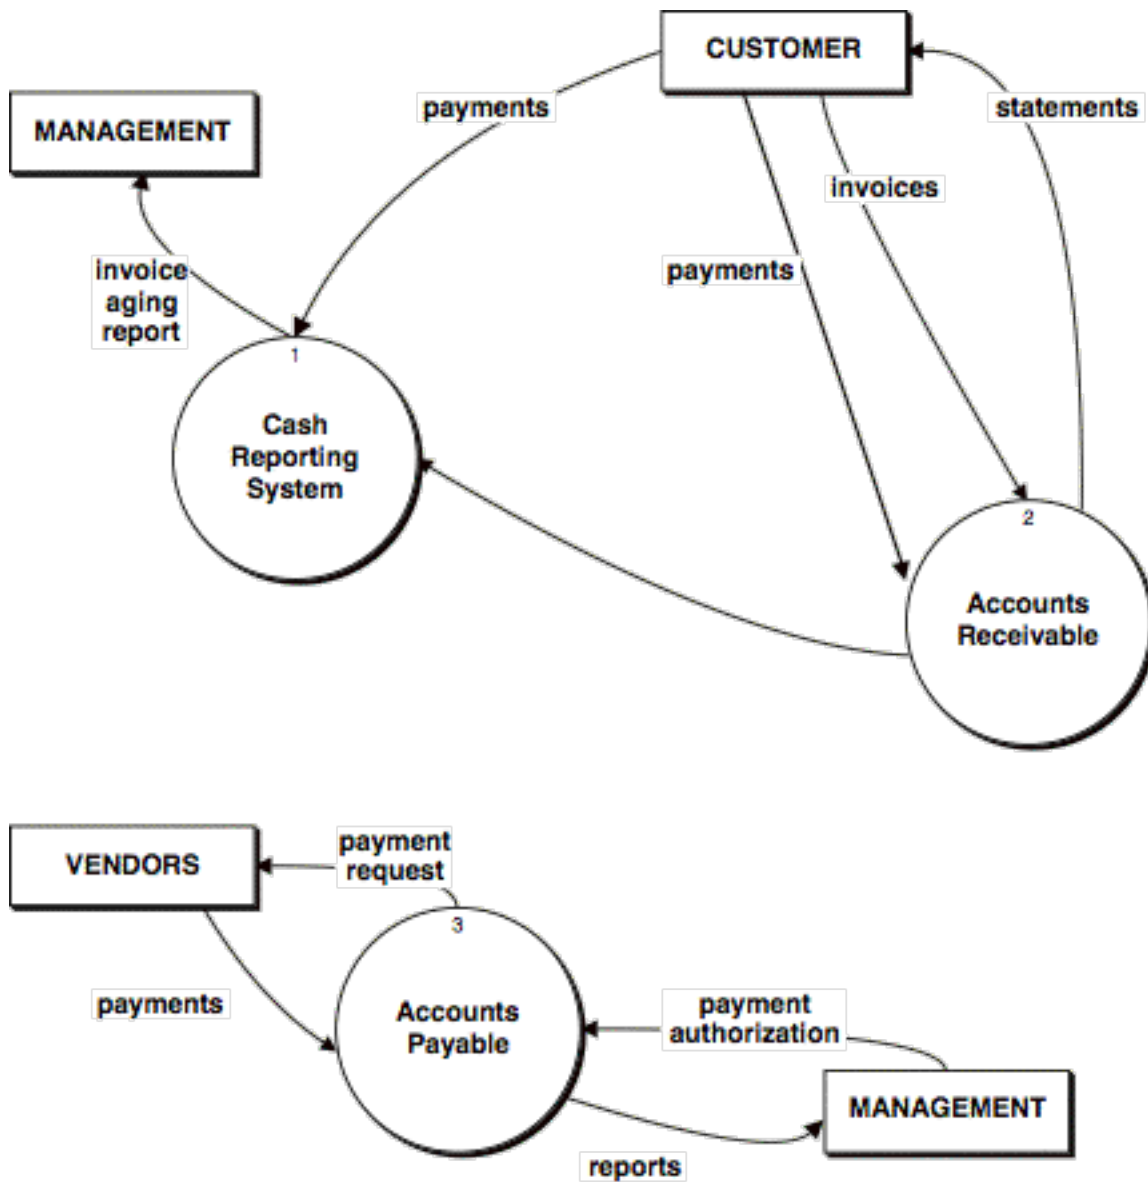 CUSTOMER
payments
statements
MANAGEMENT
invoices
payments
invoice
aging
report
1
Cash
Reporting
System
2
Accounts
Receivable
VENDORS
payment
request
3
payments
Accounts
Payable
payment
authorization
MANAGEMENT
reports